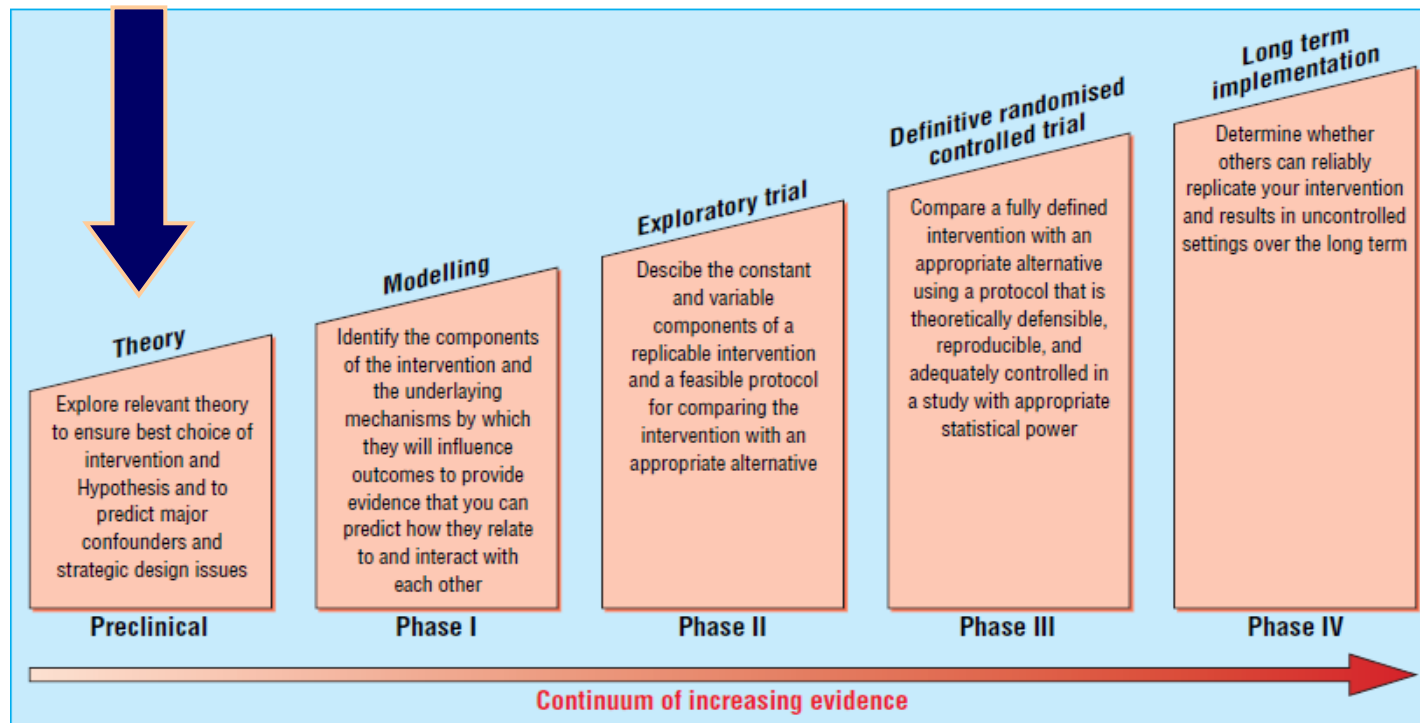 Theory
Explore relevant theory
to ensure best choice of
intervention and
Hypothesis and to
predict major
confounders and
strategic design issues
Preclinical
Modelling
Identify the components
of the intervention and
the underlaying
mechanisms by which
they will influence
outcomes to provide
evidence that you can
predict how they relate
to and interact with
each other
Phase I
Exploratory trial
Descibe the constant
and variable
components of a
replicable intervention
and a feasible protocol
for comparing the
intervention with an
appropriate alternative
Phase II
Definitive randomised
controlled trial
Compare a fully defined
intervention with an
appropriate alternative
using a protocol that is
theoretically defensible,
reproducible, and
adequately controlled in
a study with appropriate
statistical power
Phase III
Long term
implementation
Determine whether
others can reliably
replicate your intervention
and results in uncontrolled
settings over the long term
Phase IV
Continuum of increasing evidence